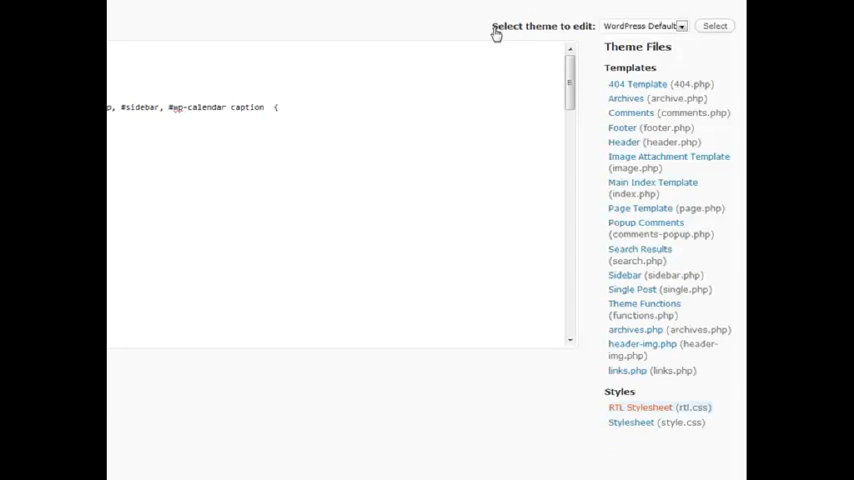 Select theme to edit: WordPress Default Select
Theme Files
Templates
404 Template (404.php)
Archives (archive.php)
p, #sidebar, #wp-calendar caption {
Comments (comments.php)
Footer (footer.php)
Header (header.php)
Image Attachment Template
(image.php)
Main Index Template
(index.php)
Page Template (page.php)
Popup Comments
(comments-popup.php)
Search Results
(search.php)
Sidebar (sidebar.php)
Single Post (single.php)
Theme Functions
(functions.php)
archives.php (archives.php)
header-img.php (header-
img.php)
links.php (links.php)
Styles
RTL Stylesheet (rtl.css)
Stylesheet (style.css)